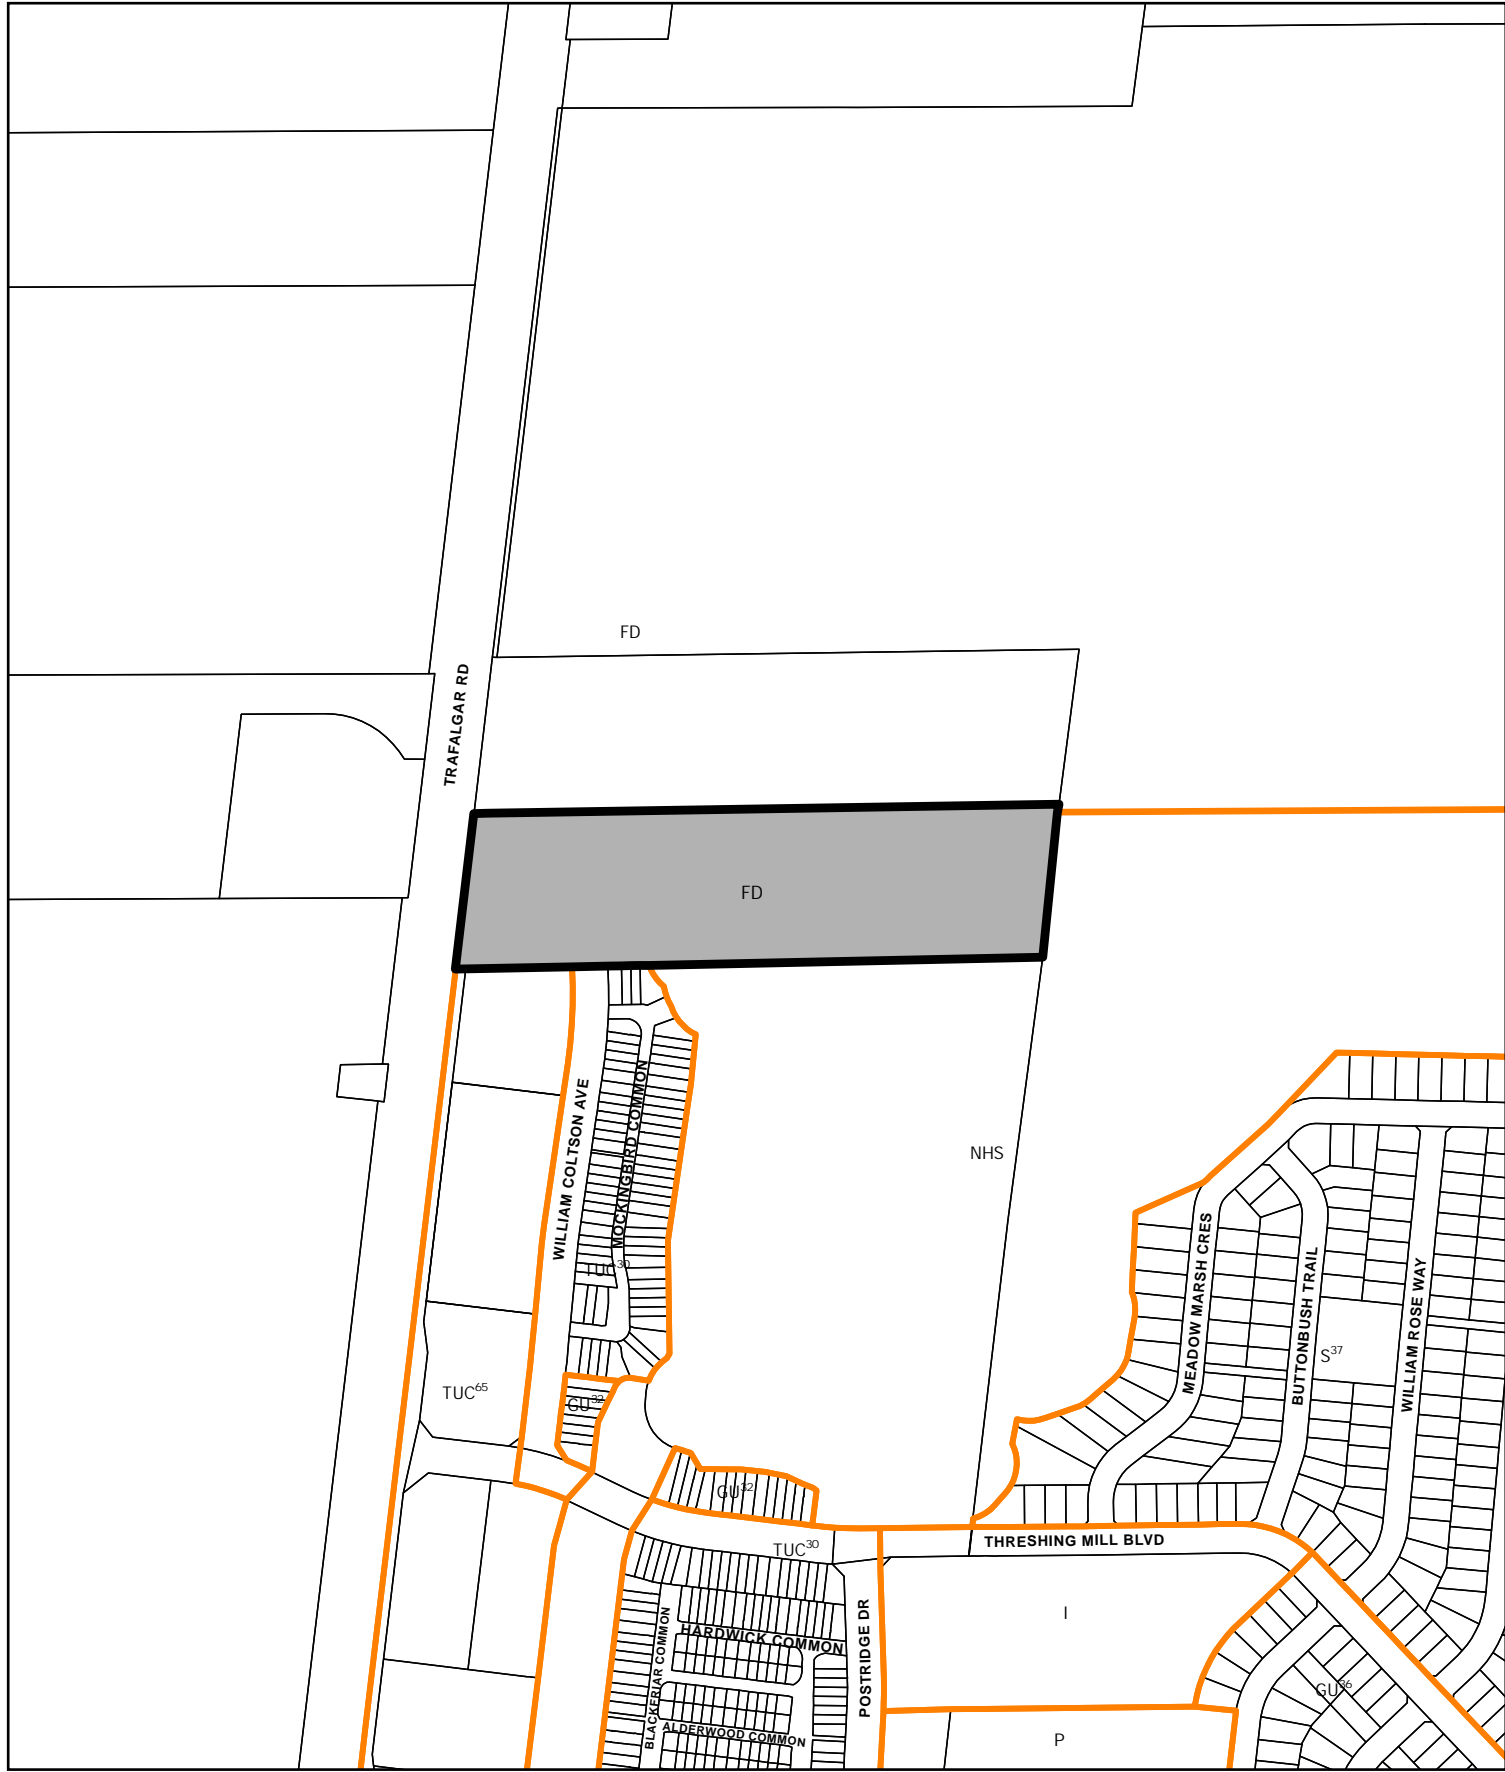 FD
TRAFALGAR RD
FD
WILLIAM COLTSON AVE
MOCKINGBIRD COMMON
NHS
TUC30
MEADOW MARSH CRES
BUTTONBUSH TRAIL
WILLIAM ROSE WAY
S37
TUC65
GU32
GU32
TUC30
THRESHING MILL BLVD
I
BLACKFRIAR COMMON
HARDWICK COMMON
POSTRIDGE DR
GU36
ALDERWOOD COMMON
P